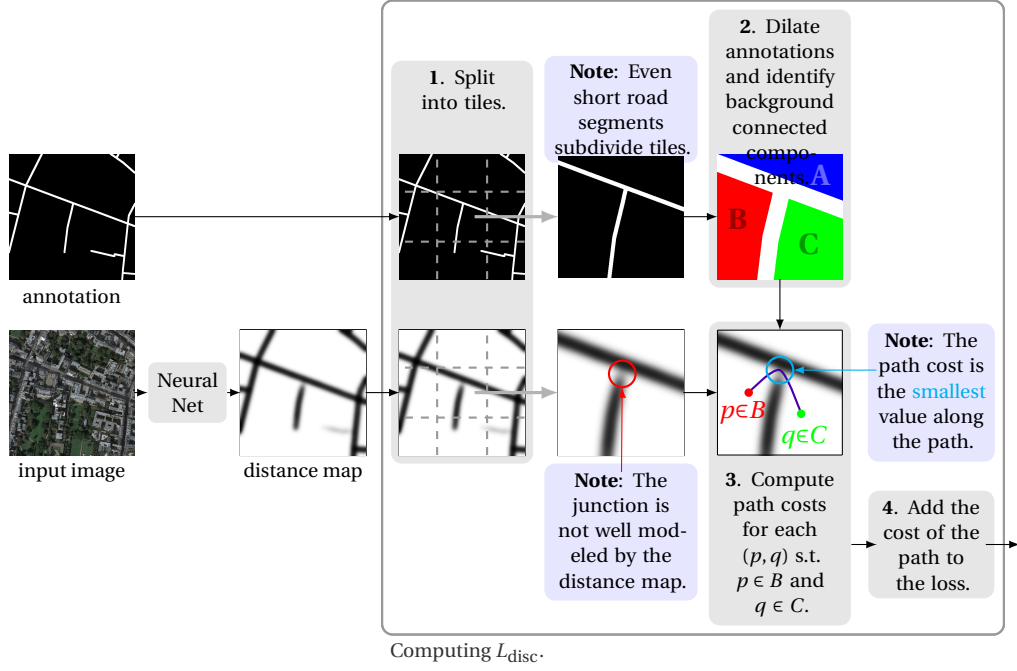 1. Split
into tiles.
Note: Even
short road
segments
subdivide tiles.
2. Dilate
annotations
and identify
background
connected
compo-
nents.
A
B
C
annotation
Neural
Net
input image
distance map
p∈B
q∈C
Note: The
path cost is
the smallest
value along
the path.
Note: The
junction is
not well mod-
eled by the
distance map.
3. Compute
path costs
for each
(p, q) s.t.
p ∈ B and
q ∈ C.
4. Add the
cost of the
path to
the loss.
Computing Ldisc.